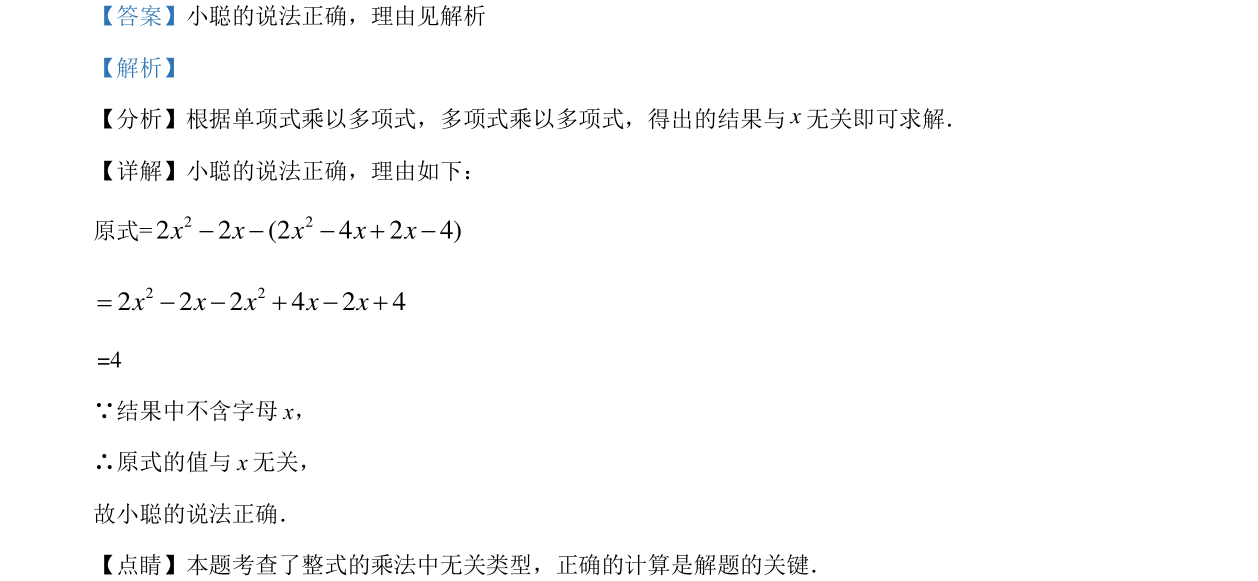 【答案】小聪的说法正确，理由见解析
【解析】
【分析】根据单项式乘以多项式，多项式乘以多项式，得出的结果与 x 无关即可求解．
【详解】小聪的说法正确，理由如下：
原式=2x² − 2x − (2x² − 4x + 2x − 4)
= 2x² − 2x − 2x² + 4x − 2x + 4
=4
∵结果中不含字母 x，
∴原式的值与 x 无关，
故小聪的说法正确．
【点睛】本题考查了整式的乘法中无关类型，正确的计算是解题的关键．